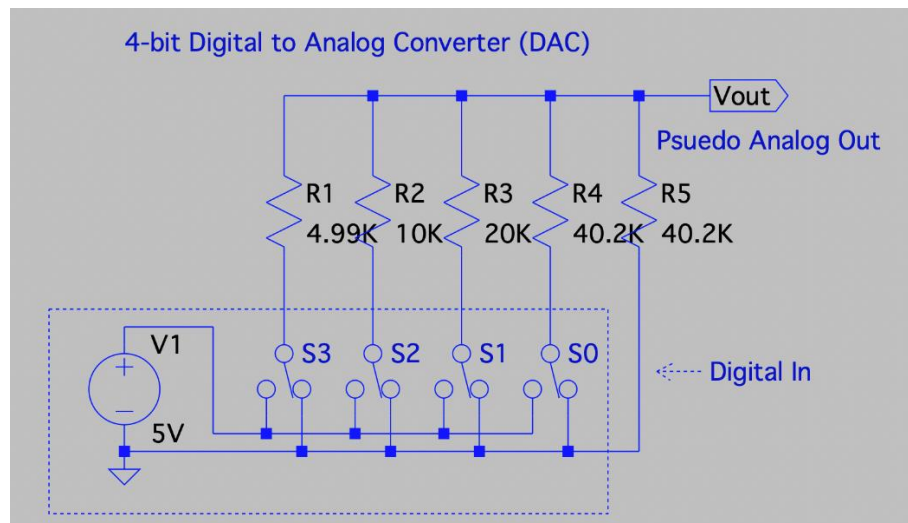 4-bit Digital to Analog Converter (DAC)
Vout
Psuedo Analog Out
R1
R2
R3
R4
R5
4.99K
10K
20K
40.2K
40.2K
V1
S3
S2
S1
S0
Digital In
5V